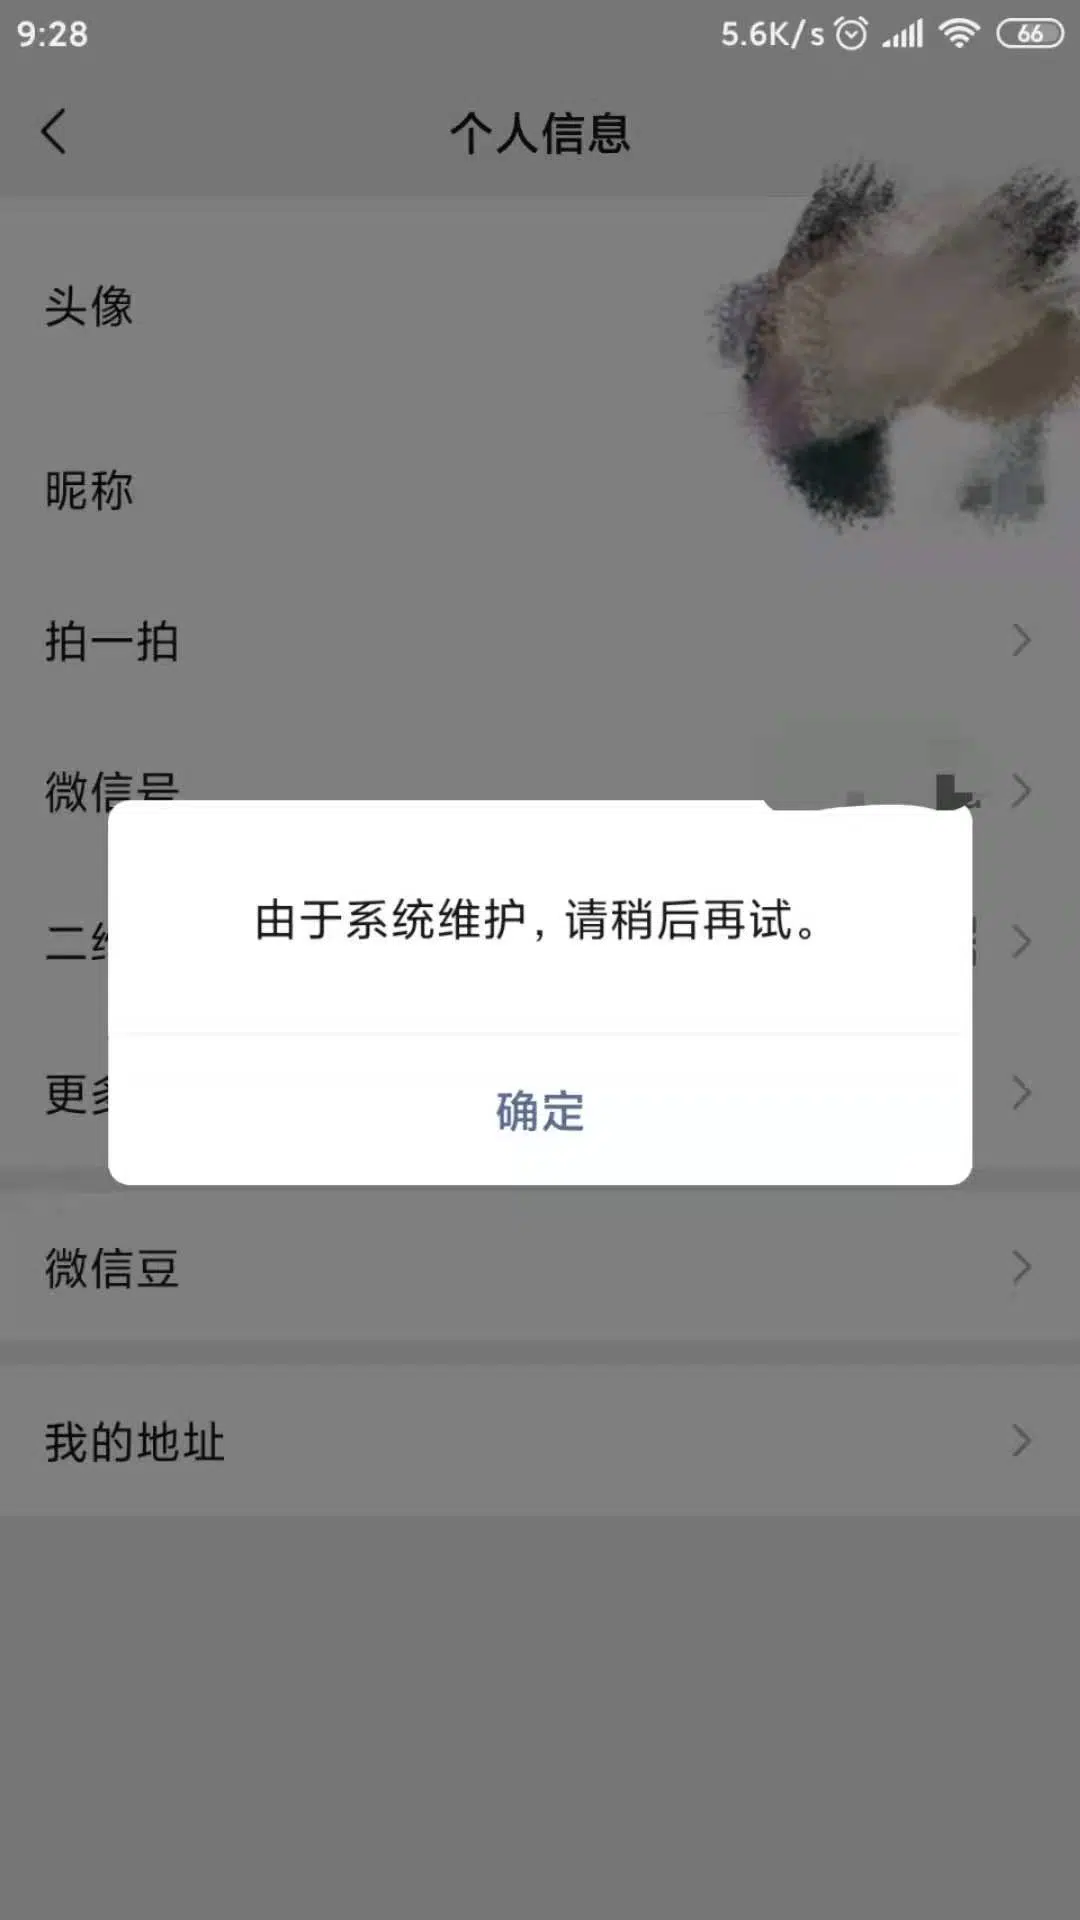 9:28
5.6K/s
66
个人信息
头像
昵称
拍一拍
微信号
由于系统维护，请稍后再试。
二维
更多
确定
微信豆
我的地址